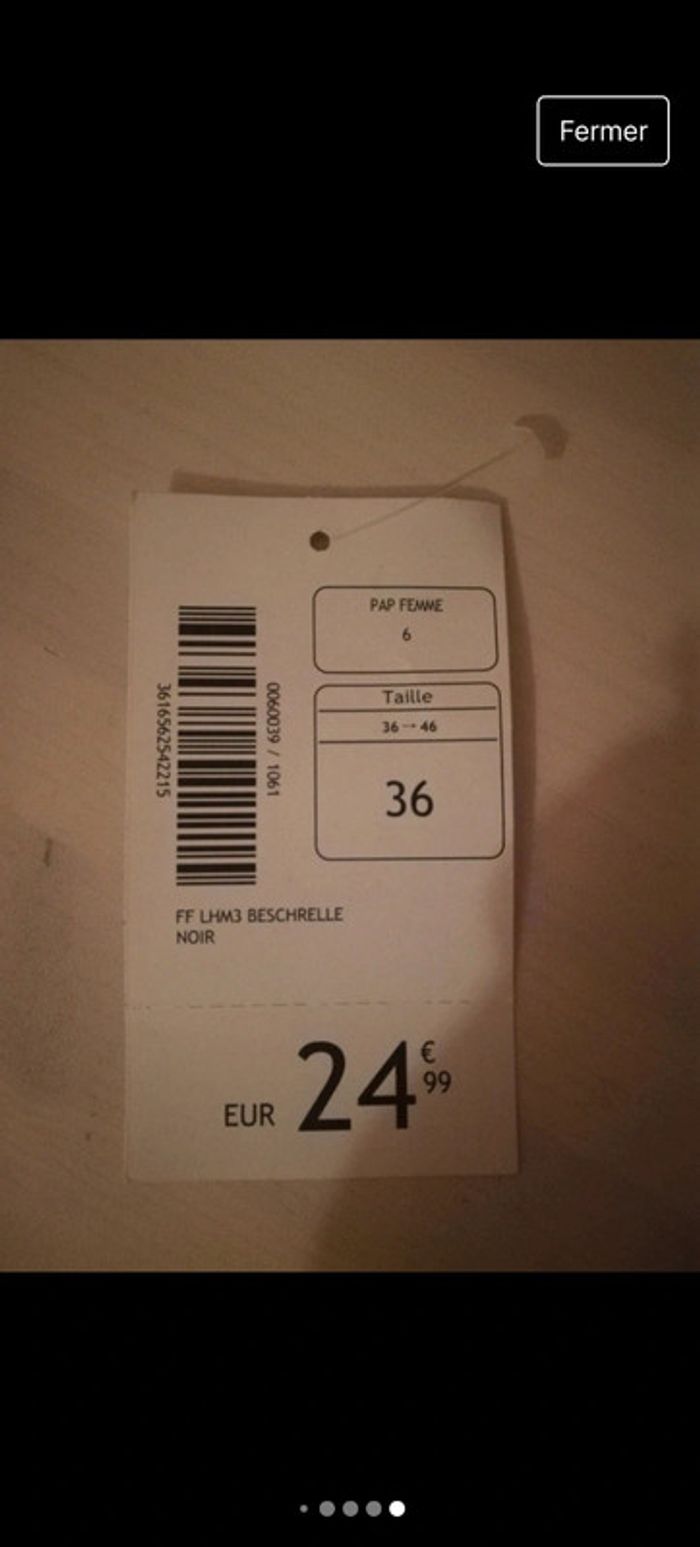 Fermer
PAP FEMME
6
Taille
36 → 46
36
3616562542215
0060039 / 1061
FF LHM3 BESCHRELLE
NOIR
EUR 24 € 99